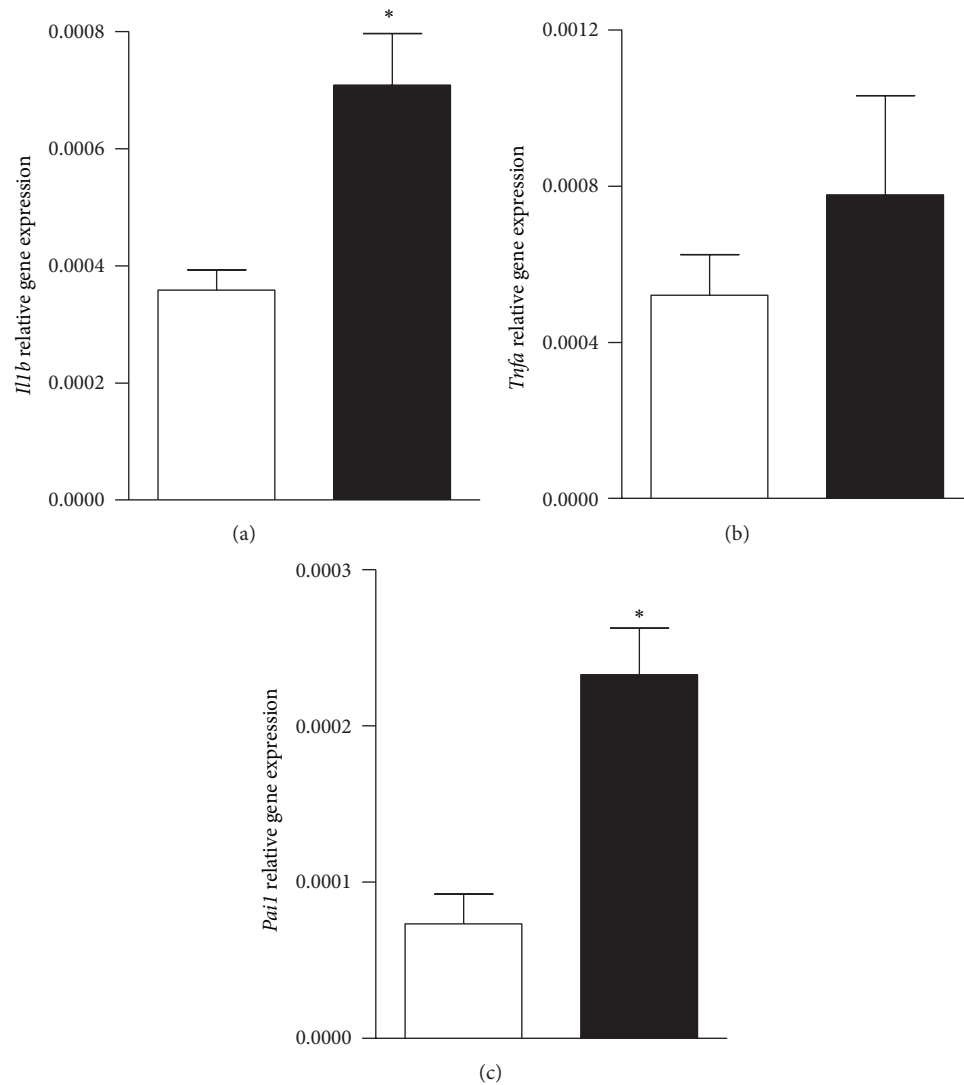 0.0008
0.0006
0.0004
0.0002
0.0000
Il1b relative gene expression
*
(a)
0.0012
0.0008
0.0004
0.0000
Tnfa relative gene expression
(b)
0.0003
0.0002
0.0001
0.0000
Pai1 relative gene expression
*
(c)